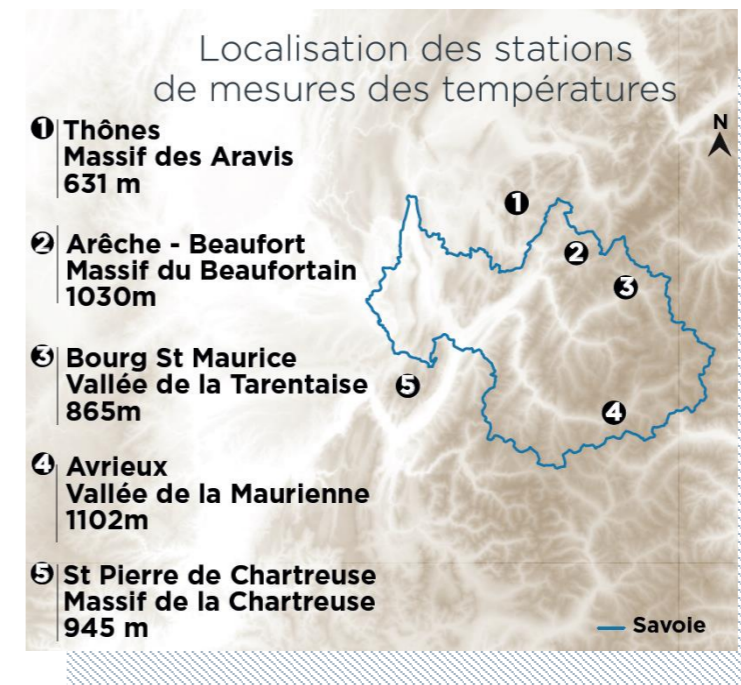 Localisation des stations
de mesures des températures
1 Thônes
Massif des Aravis
631 m
2 Arêche - Beaufort
Massif du Beaufortain
1030m
3 Bourg St Maurice
Vallée de la Tarentaise
865m
4 Avrieux
Vallée de la Maurienne
1102m
5 St Pierre de Chartreuse
Massif de la Chartreuse
945 m
N
1
2
3
5
4
Savoie